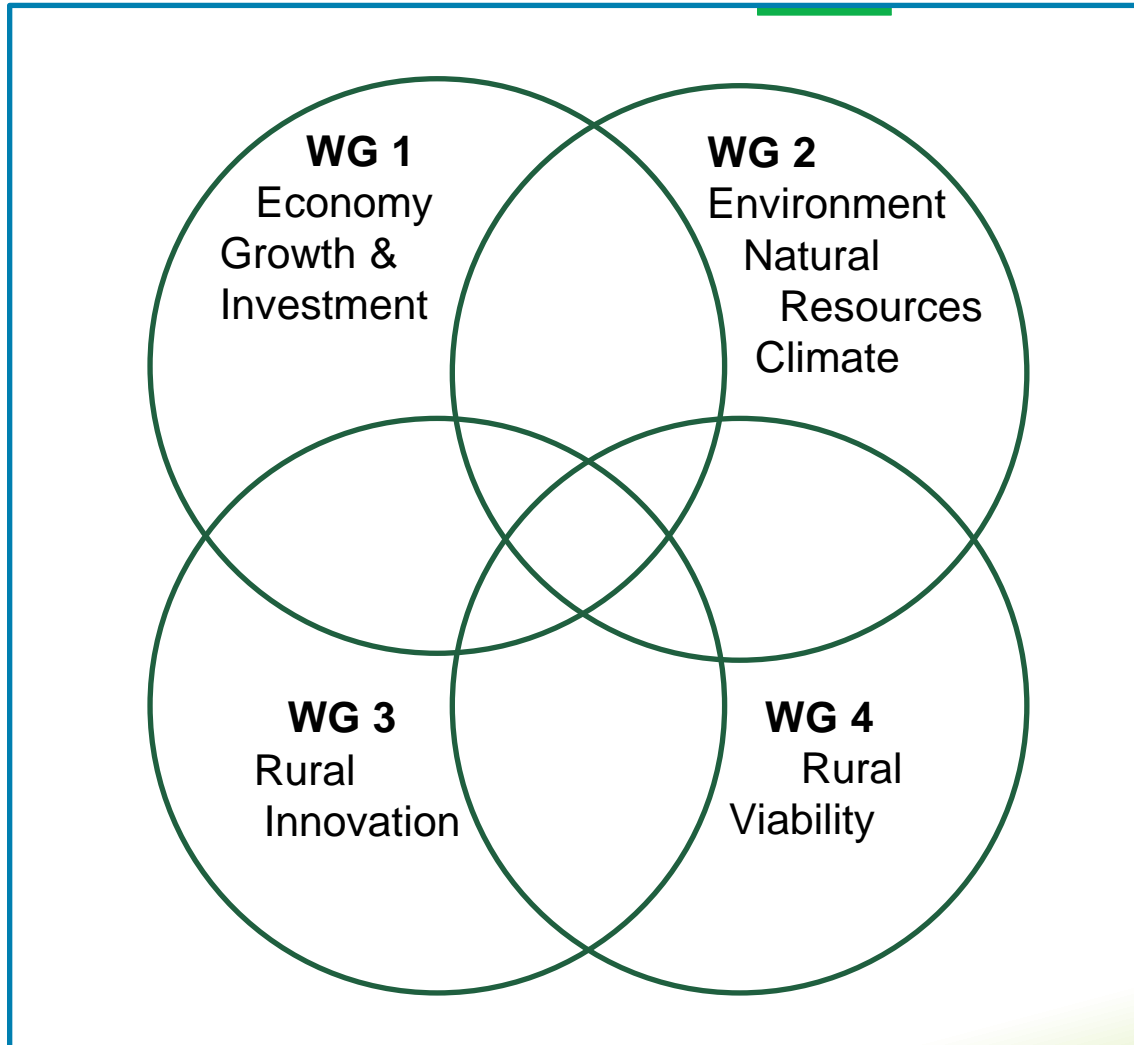 WG 1
Economy
Growth &
Investment
WG 2
Environment
Natural
Resources
Climate
WG 3
Rural
Innovation
WG 4
Rural
Viability